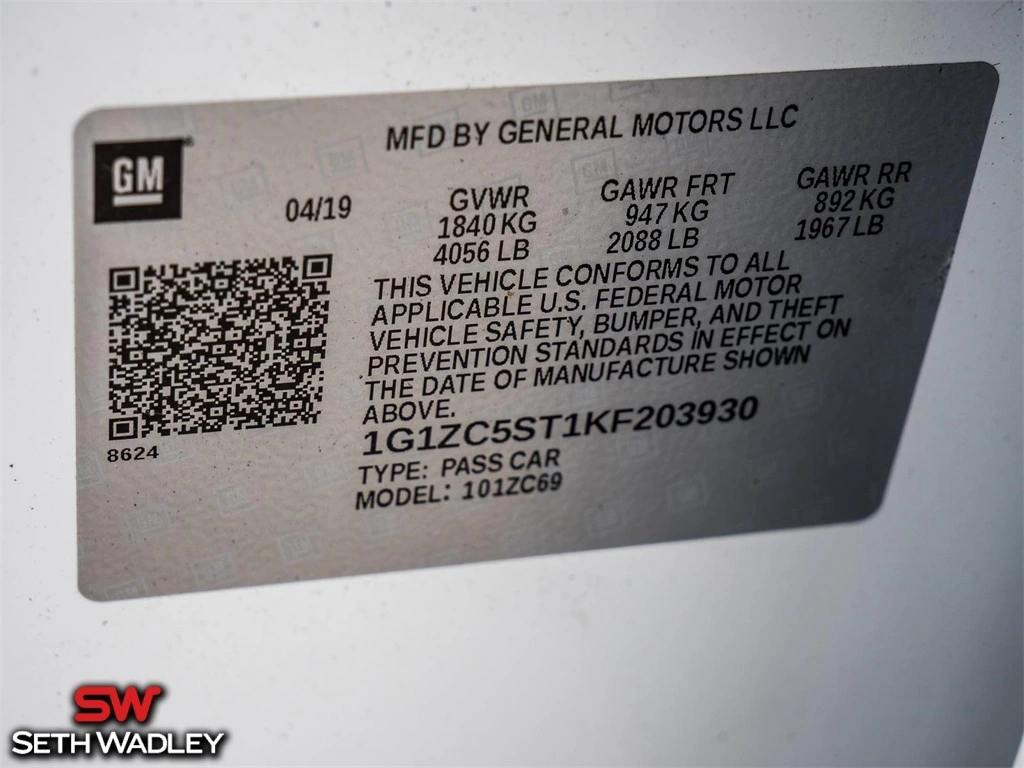 MFD BY GENERAL MOTORS LLC
GM
04/19
GVWR
1840 KG
4056 LB
GAWR FRT
947 KG
2088 LB
GAWR RR
892 KG
1967 LB
THIS VEHICLE CONFORMS TO ALL
APPLICABLE U.S. FEDERAL MOTOR
VEHICLE SAFETY, BUMPER, AND THEFT
PREVENTION STANDARDS IN EFFECT ON
THE DATE OF MANUFACTURE SHOWN
ABOVE.
8624
1G1ZC5ST1KF203930
TYPE: PASS CAR
MODEL: 101ZC69
SW
SETH WADLEY